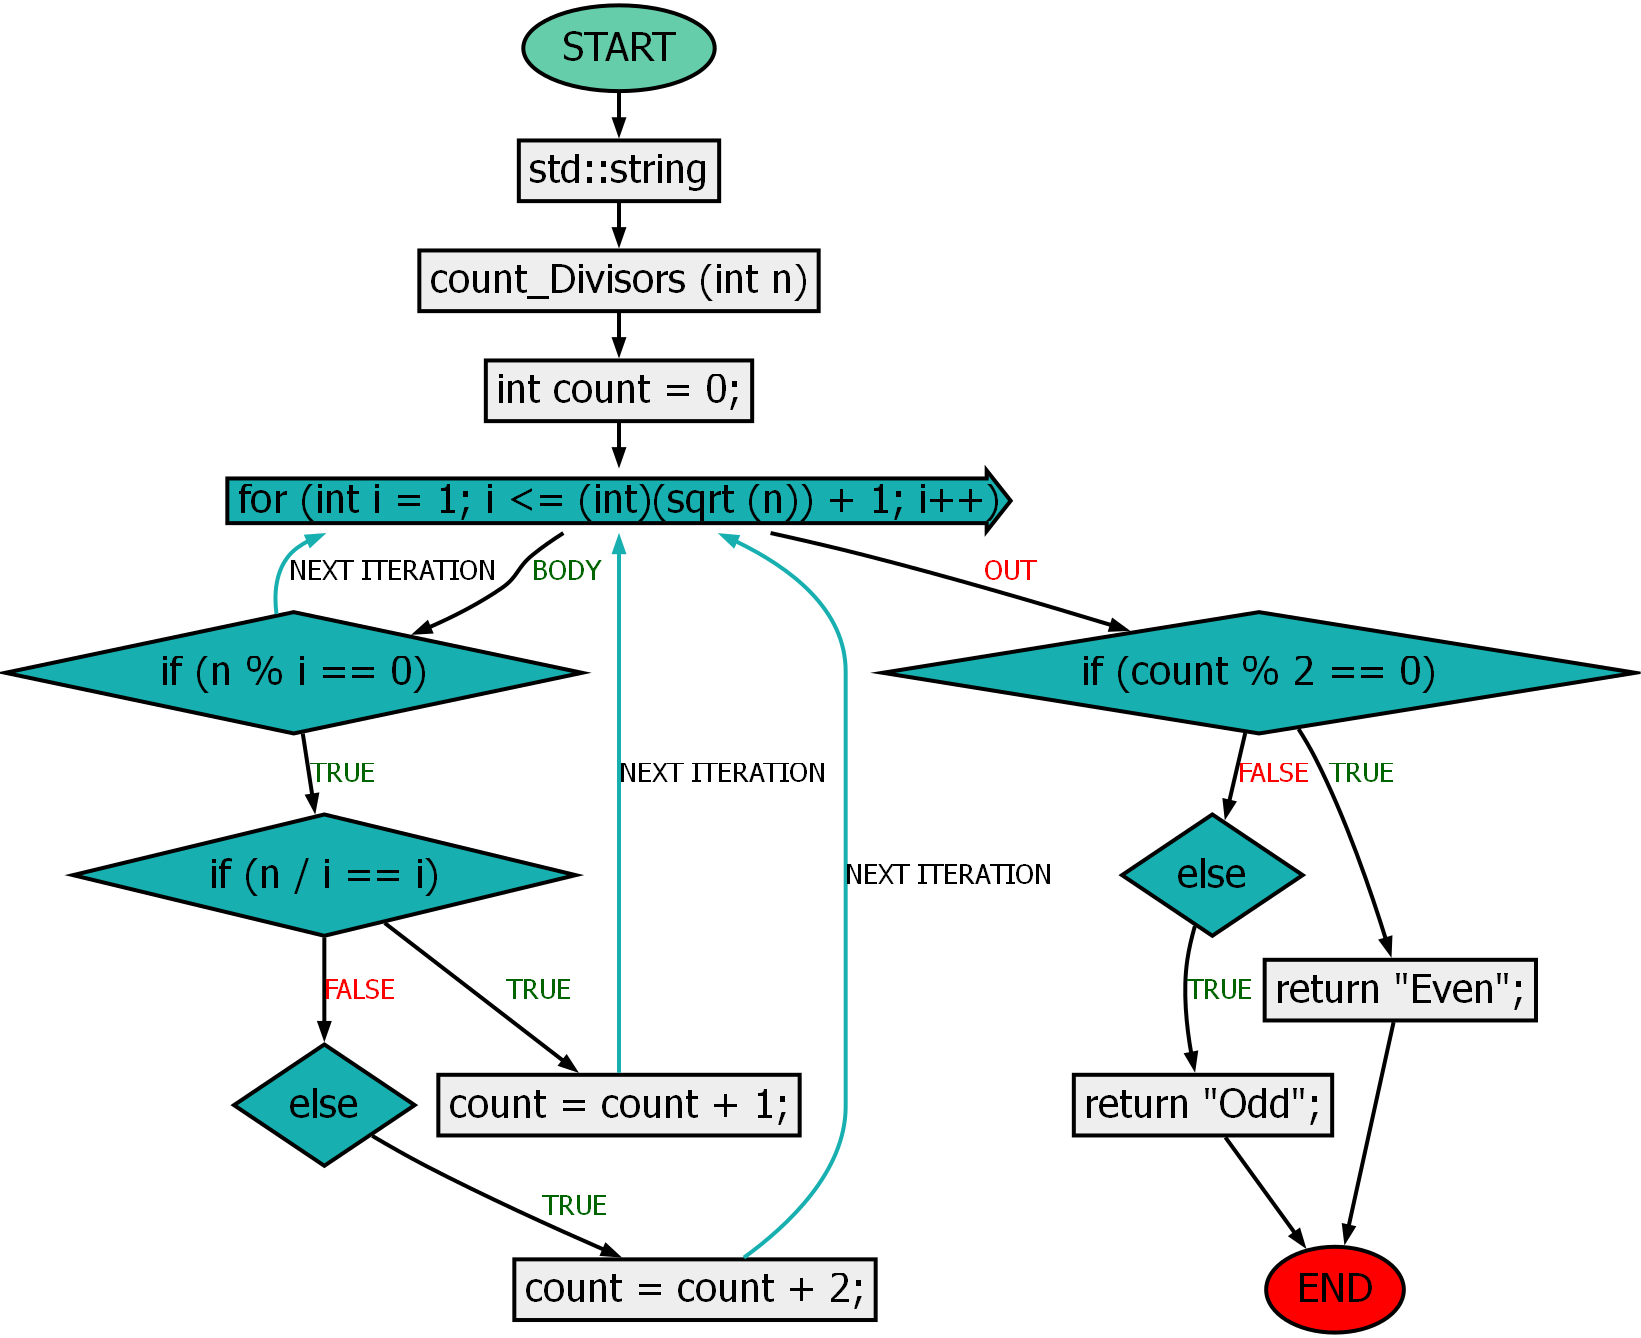 START
std::string
count_Divisors (int n)
int count = 0;
for (int i = 1; i <= (int)(sqrt (n)) + 1; i++)
NEXT ITERATION
BODY
OUT
if (n % i == 0)
if (count % 2 == 0)
TRUE
NEXT ITERATION
FALSE
TRUE
if (n / i == i)
NEXT ITERATION
else
FALSE
TRUE
TRUE
return "Even";
else
count = count + 1;
return "Odd";
TRUE
count = count + 2;
END